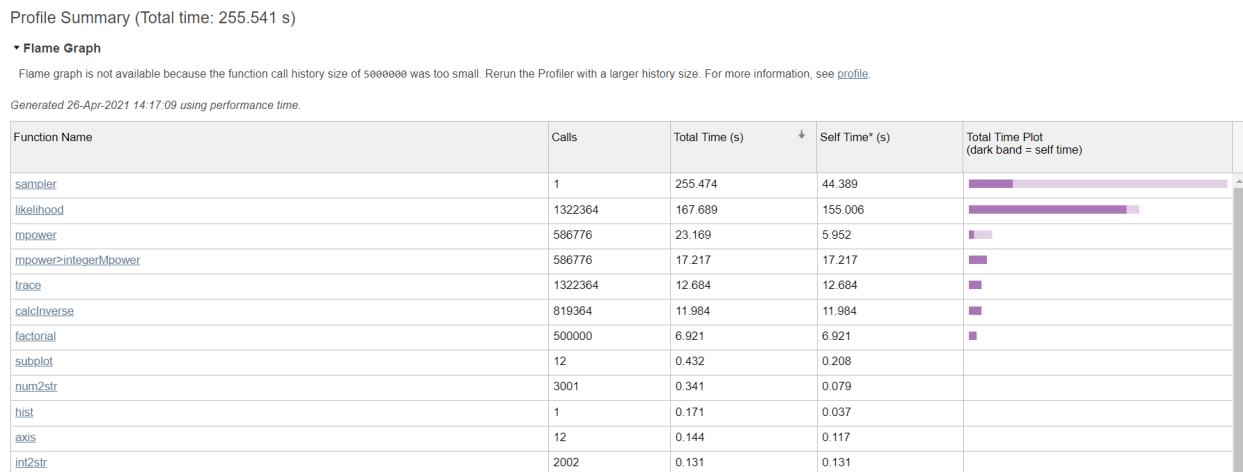 Profile Summary (Total time: 255.541 s)
Flame Graph
Flame graph is not available because the function call history size of 5000000 was too small. Rerun the Profiler with a larger history size. For more information, see profile.
Generated 26-Apr-2021 14:17:09 using performance time.
Function Name Calls Total Time (s) Self Time* (s) Total Time Plot
(dark band = self time)
sampler 1 255.474 44.389
likelihood 1322364 167.689 155.006
mpower 586776 23.169 5.952
mpower>integerMpower 586776 17.217 17.217
trace 1322364 12.684 12.684
calcInverse 819364 11.984 11.984
factorial 500000 6.921 6.921
subplot 12 0.432 0.208
num2str 3001 0.341 0.079
hist 1 0.171 0.037
axis 12 0.144 0.117
int2str 2002 0.131 0.131